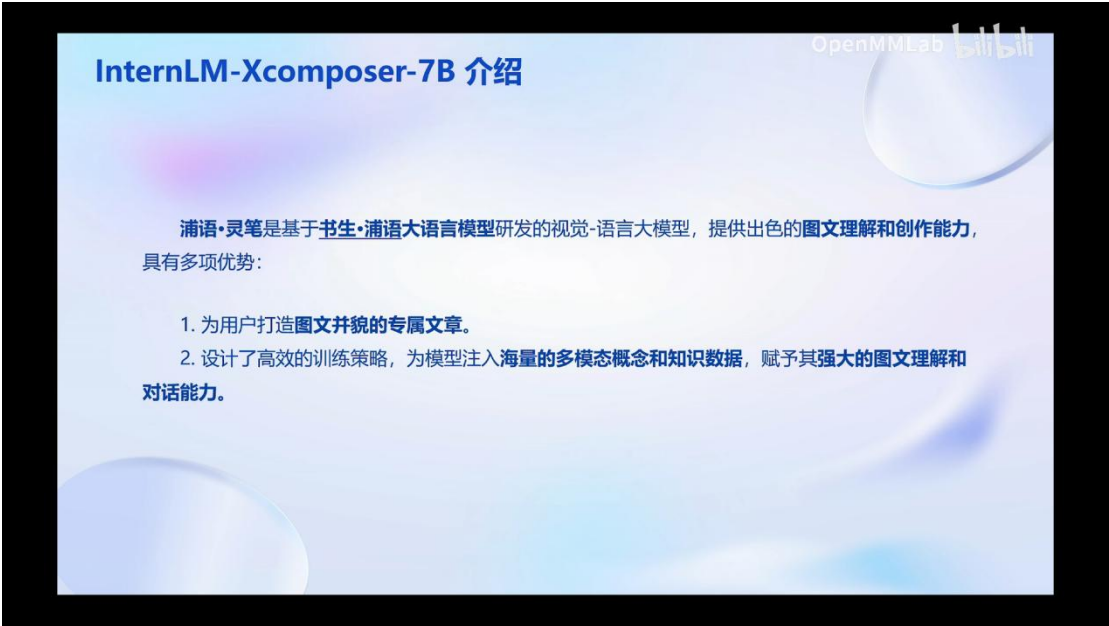 OpenMMLab bilibili
InternLM-Xcomposer-7B 介绍
浦语•灵笔是基于书生•浦语大语言模型研发的视觉-语言大模型，提供出色的图文理解和创作能力，
具有多项优势：
1. 为用户打造图文并貌的专属文章。
2. 设计了高效的训练策略，为模型注入海量的多模态概念和知识数据，赋予其强大的图文理解和
对话能力。